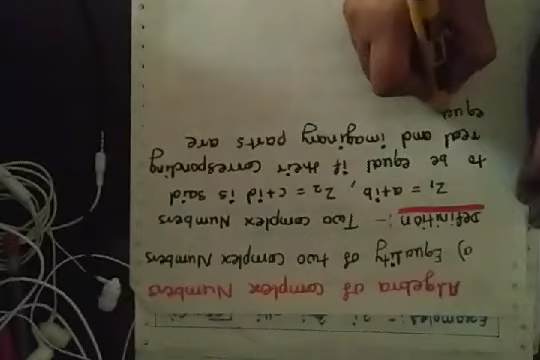 Examples:-
Algebra of Complex Numbers
a) Equality of two Complex Numbers
Definition :- Two complex Numbers
z₁ = a+ib, z₂ = c+id is said
to be equal if their corresponding
real and imaginary parts are
equa